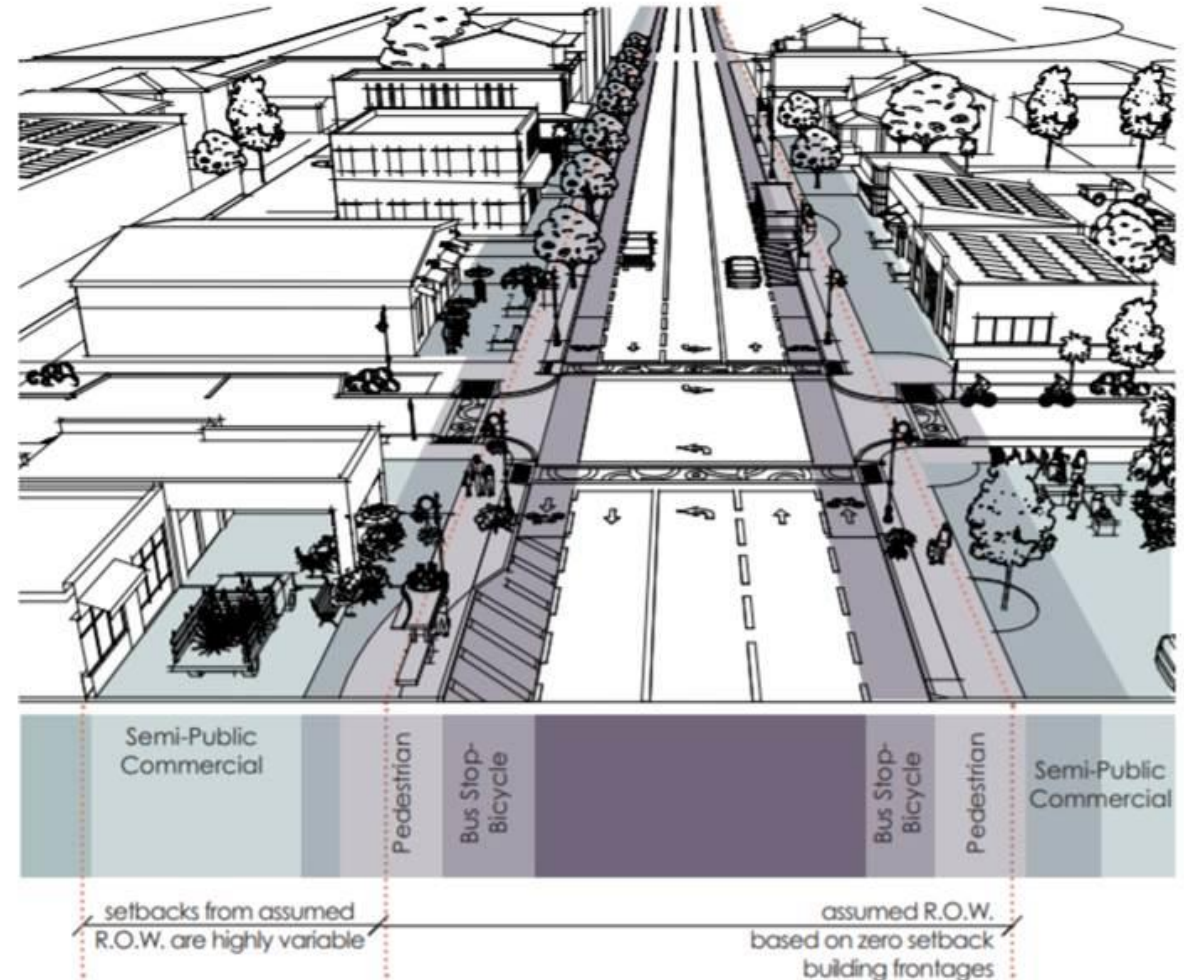 Semi-Public
Commercial
Pedestrian
Bus Stop-
Bicycle
Bus Stop-
Bicycle
Pedestrian
Semi-Public
Commercial
setbacks from assumed
R.O.W. are highly variable
assumed R.O.W.
based on zero setback
building frontages